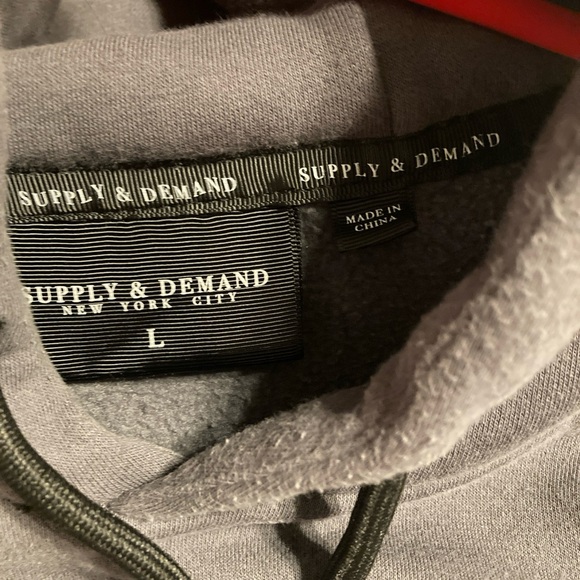 SUPPLY & DEMAND SUPPLY & DEMAND
MADE IN
CHINA
SUPPLY & DEMAND
NEW YORK CITY
L